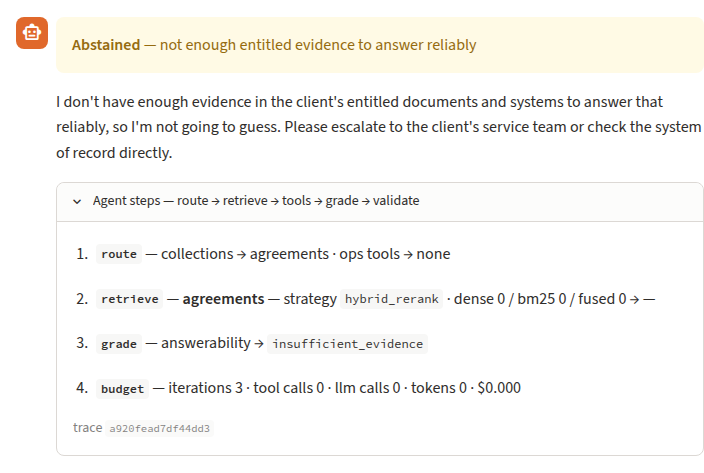 Abstained — not enough entitled evidence to answer reliably
I don't have enough evidence in the client's entitled documents and systems to answer that
reliably, so I'm not going to guess. Please escalate to the client's service team or check the system
of record directly.
Agent steps — route → retrieve → tools → grade → validate
1. route — collections → agreements · ops tools → none
2. retrieve — agreements — strategy hybrid_rerank · dense 0 / bm25 0 / fused 0 → —
3. grade — answerability → insufficient_evidence
4. budget — iterations 3 · tool calls 0 · llm calls 0 · tokens 0 · $0.000
trace a920fead7df44dd3